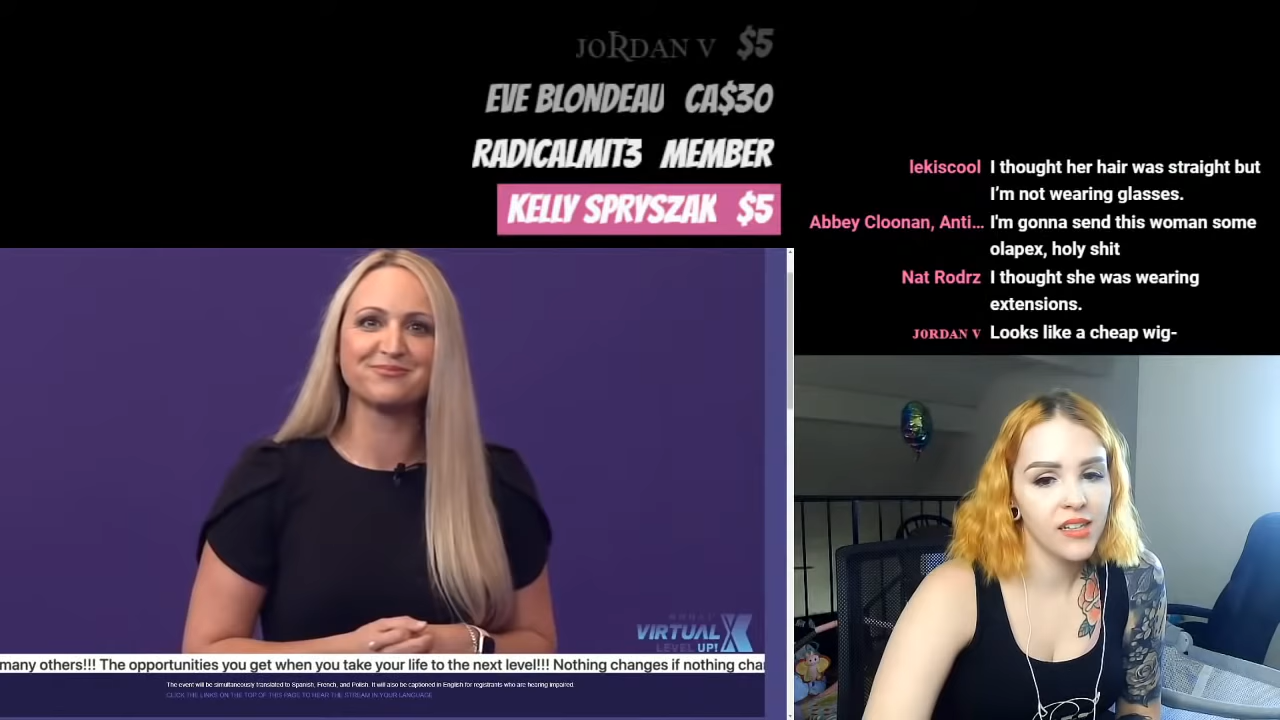 JORDAN V $5
EVE BLONDEAU CA$30
RADICALMIT3 MEMBER
KELLY SPRYSZAK $5
lekiscool I thought her hair was straight but
I'm not wearing glasses.
Abbey Cloonan, Anti... I'm gonna send this woman some
olapex, holy shit
Nat Rodrz I thought she was wearing
extensions.
JORDAN V Looks like a cheap wig-
VIRTUAL X
LEVEL UP!
many others!!! The opportunities you get when you take your life to the next level!!! Nothing changes if nothing cha
The event will be simultaneously translated to Spanish, French, and Polish. It will also be captioned in English for registrants who are hearing impaired.
CLICK THE LINKS ON THE TOP OF THIS PAGE TO HEAR THE STREAM IN YOUR LANGUAGE